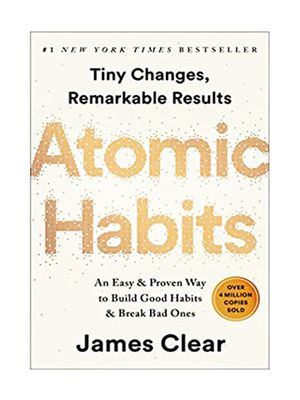 #1 NEW YORK TIMES BESTSELLER
Tiny Changes,
Remarkable Results
Atomic
Habits
An Easy & Proven Way
to Build Good Habits
& Break Bad Ones
OVER
4 MILLION
COPIES
SOLD
James Clear